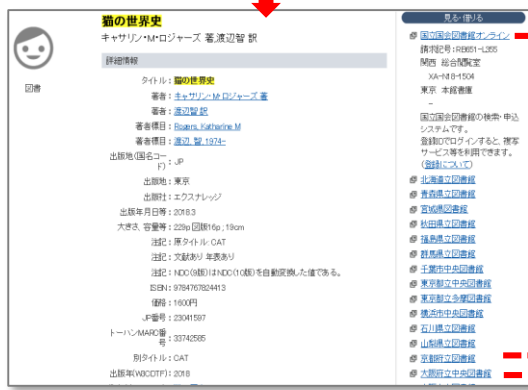 猫の世界史
キャサリン・M・ロジャーズ 著,渡辺智 訳
図書
詳細情報
タイトル : 猫の世界史
著者 : キャサリン・M・ロジャーズ 著
著者 : 渡辺智 訳
著者標目 : Rogers, Katharine M
著者標目 : 渡辺, 智, 1974-
出版地(国名コード) : JP
出版地 : 東京
出版社 : エクスナレッジ
出版年月日等 : 2018.3
大きさ、容量等 : 229p 図版16p ; 19cm
注記 : 原タイトル: CAT
注記 : 文献あり 年表あり
注記 : NDC(9版)はNDC(10版)を自動変換した値である。
ISBN : 9784767824413
価格 : 1600円
JP番号 : 23041597
トーハンMARC番号 : 33742585
別タイトル : CAT
出版年(W3CDTF) : 2018
見る・借りる
国立国会図書館オンライン
請求記号 : RB651-L265
関西 総合閲覧室
XA-N18-1504
東京 本館書庫
-
国立国会図書館の検索・申込
システムです。
登録IDでログインすると、複写
サービス等を利用できます。
(登録について)
北海道立図書館
青森県立図書館
宮城県図書館
秋田県立図書館
福島県立図書館
群馬県立図書館
千葉市中央図書館
東京都立中央図書館
東京都立多摩図書館
横浜市中央図書館
石川県立図書館
山梨県立図書館
京都府立図書館
大阪府立中央図書館